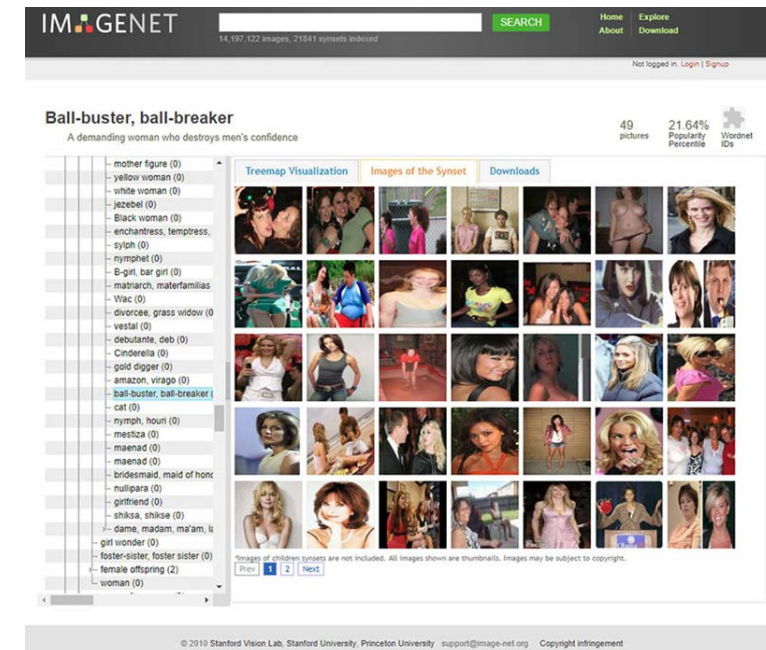 IMAGENET
SEARCH
14,197,122 images, 21841 synsets indexed
Home Explore
About Download
Not logged in. Login | Signup
Ball-buster, ball-breaker
A demanding woman who destroys men's confidence
49 pictures
21.64% Popularity Percentile
Wordnet IDs
mother figure (0)
yellow woman (0)
white woman (0)
jezebel (0)
Black woman (0)
enchantress, temptress,
sylph (0)
nymphet (0)
B-girl, bar girl (0)
matriarch, materfamilias
Wac (0)
divorcee, grass widow (0
vestal (0)
debutante, deb (0)
Cinderella (0)
gold digger (0)
amazon, virago (0)
ball-buster, ball-breaker (
cat (0)
nymph, houri (0)
mestiza (0)
maenad (0)
maenad (0)
bridesmaid, maid of hono
nullipara (0)
girlfriend (0)
shiksa, shikse (0)
dame, madam, ma'am, la
girl wonder (0)
foster-sister, foster sister (0)
female offspring (2)
woman (0)
Treemap Visualization Images of the Synset Downloads
*Images of children synsets are not included. All images shown are thumbnails. Images may be subject to copyright.
Prev 1 2 Next
© 2010 Stanford Vision Lab, Stanford University, Princeton University support@image-net.org Copyright infringement